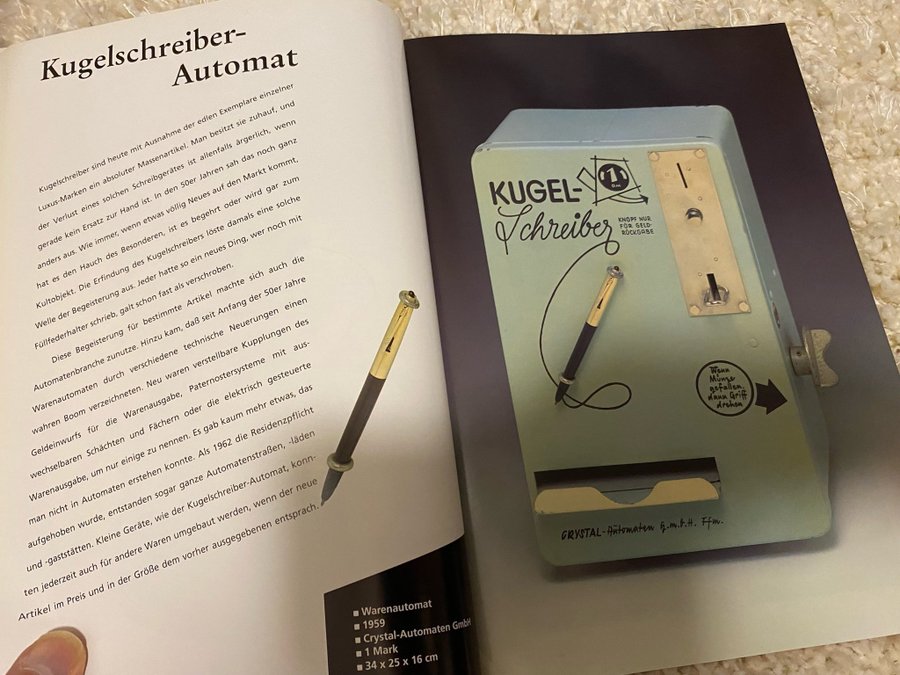 Kugelschreiber-
Automat
Kugelschreiber sind heute mit Ausnahme der edlen Exemplare einzelner
Luxus-Marken ein absoluter Massenartikel. Man besitzt sie zuhauf, und
der Verlust eines solchen Schreibgerätes ist allenfalls ärgerlich, wenn
gerade kein Ersatz zur Hand ist. In den 50er Jahren sah das noch ganz
anders aus. Wie immer, wenn etwas völlig Neues auf den Markt kommt,
hat es den Hauch des Besonderen, ist es begehrt oder wird gar zum
Kultobjekt. Die Erfindung des Kugelschreibers löste damals eine solche
Welle der Begeisterung aus. Jeder hatte so ein neues Ding, wer noch mit
Füllfederhalter schrieb, galt schon fast als verschroben.
Diese Begeisterung für bestimmte Artikel machte sich auch die
Automatenbranche zunutze. Hinzu kam, daß seit Anfang der 50er Jahre
Warenautomaten durch verschiedene technische Neuerungen einen
wahren Boom verzeichneten. Neu waren verstellbare Kupplungen des
Geldeinwurfs für die Warenausgabe, Paternostersysteme mit aus-
wechselbaren Schächten und Fächern oder die elektrisch gesteuerte
Warenausgabe, um nur einige zu nennen. Es gab kaum mehr etwas, das
man nicht in Automaten erstehen konnte. Als 1962 die Residenzpflicht
aufgehoben wurde, entstanden sogar ganze Automatenstraßen, -läden
und -gaststätten. Kleine Geräte, wie der Kugelschreiber-Automat, konn-
ten jederzeit auch für andere Waren umgebaut werden, wenn der neue
Artikel im Preis und in der Größe dem vorher ausgegebenen entsprach.
■ Warenautomat
■ 1959
■ Crystal-Automaten GmbH
■ 1 Mark
■ 34 x 25 x 16 cm
KUGEL-
Schreiber
1
DM
KNOPF NUR
FÜR GELD-
RÜCKGABE
Wenn
Münze
gefallen,
dann Griff
drehen
CRYSTAL-Automaten G.m.b.H. Ffm.